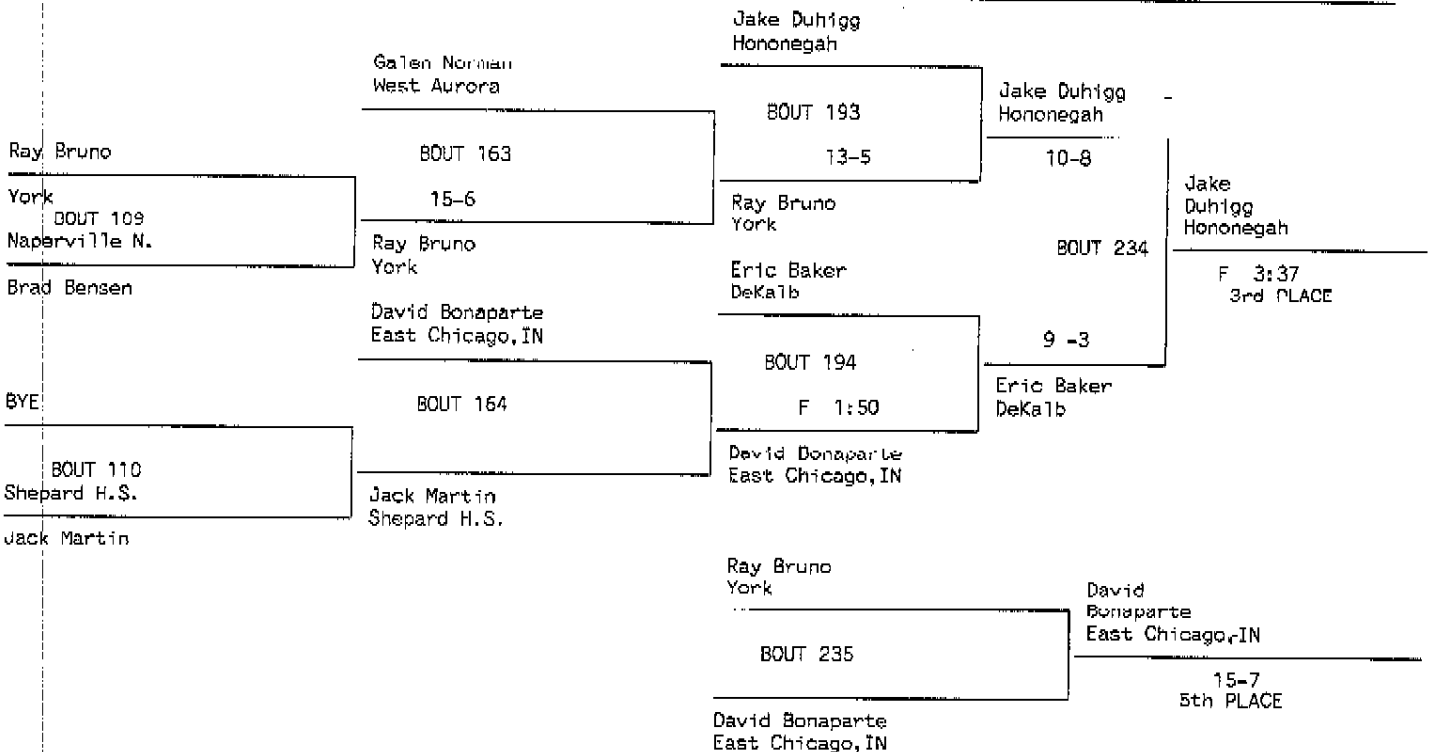 Jake Duhigg
Hononegah
Galen Norman
West Aurora
BOUT 193
13-5
Jake Duhigg
Hononegah
10-8
Ray Bruno
York
BOUT 109
Naperville N.
Brad Bensen
BOUT 163
15-6
Ray Bruno
York
Ray Bruno
York
BOUT 234
Jake
Duhigg
Hononegah
F 3:37
3rd PLACE
David Bonaparte
East Chicago,IN
Eric Baker
DeKalb
BOUT 194
F 1:50
9 -3
Eric Baker
DeKalb
BYE
BOUT 110
Shepard H.S.
Jack Martin
BOUT 164
Jack Martin
Shepard H.S.
David Bonaparte
East Chicago,IN
Ray Bruno
York
BOUT 235
David Bonaparte
East Chicago,IN
David
Bonaparte
East Chicago,IN
15-7
5th PLACE